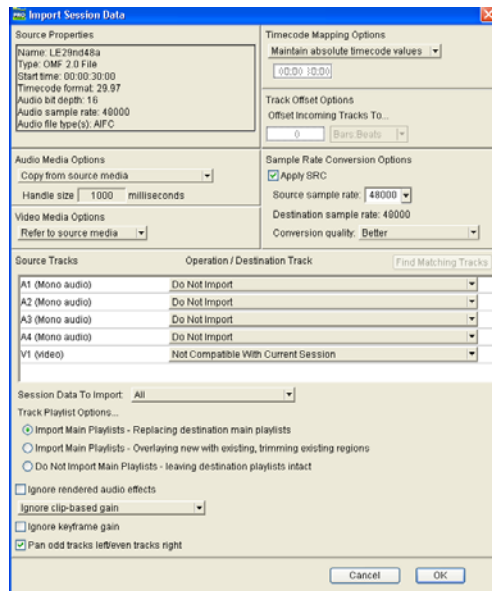 Import Session Data
Source Properties
Name: LE29nd48a
Type: OMF 2.0 File
Start time: 00:00:30:00
Timecode format: 29.97
Audio bit depth: 16
Audio sample rate: 48000
Audio file type(s): AIFC
Timecode Mapping Options
Maintain absolute timecode values
Track Offset Options
Offset Incoming Tracks To...
0 Bars:Beats
Audio Media Options
Copy from source media
Handle size 1000 milliseconds
Video Media Options
Refer to source media
Sample Rate Conversion Options
Apply SRC
Source sample rate: 48000
Destination sample rate: 48000
Conversion quality: Better
Source Tracks Operation / Destination Track Find Matching Tracks
A1 (Mono audio) Do Not Import
A2 (Mono audio) Do Not Import
A3 (Mono audio) Do Not Import
A4 (Mono audio) Do Not Import
V1 (video) Not Compatible With Current Session
Session Data To Import: All
Track Playlist Options...
Import Main Playlists - Replacing destination main playlists
Import Main Playlists - Overlaying new with existing, trimming existing regions
Do Not Import Main Playlists - leaving destination playlists intact
Ignore rendered audio effects
Ignore clip-based gain
Ignore keyframe gain
Pan odd tracks left/even tracks right
Cancel OK